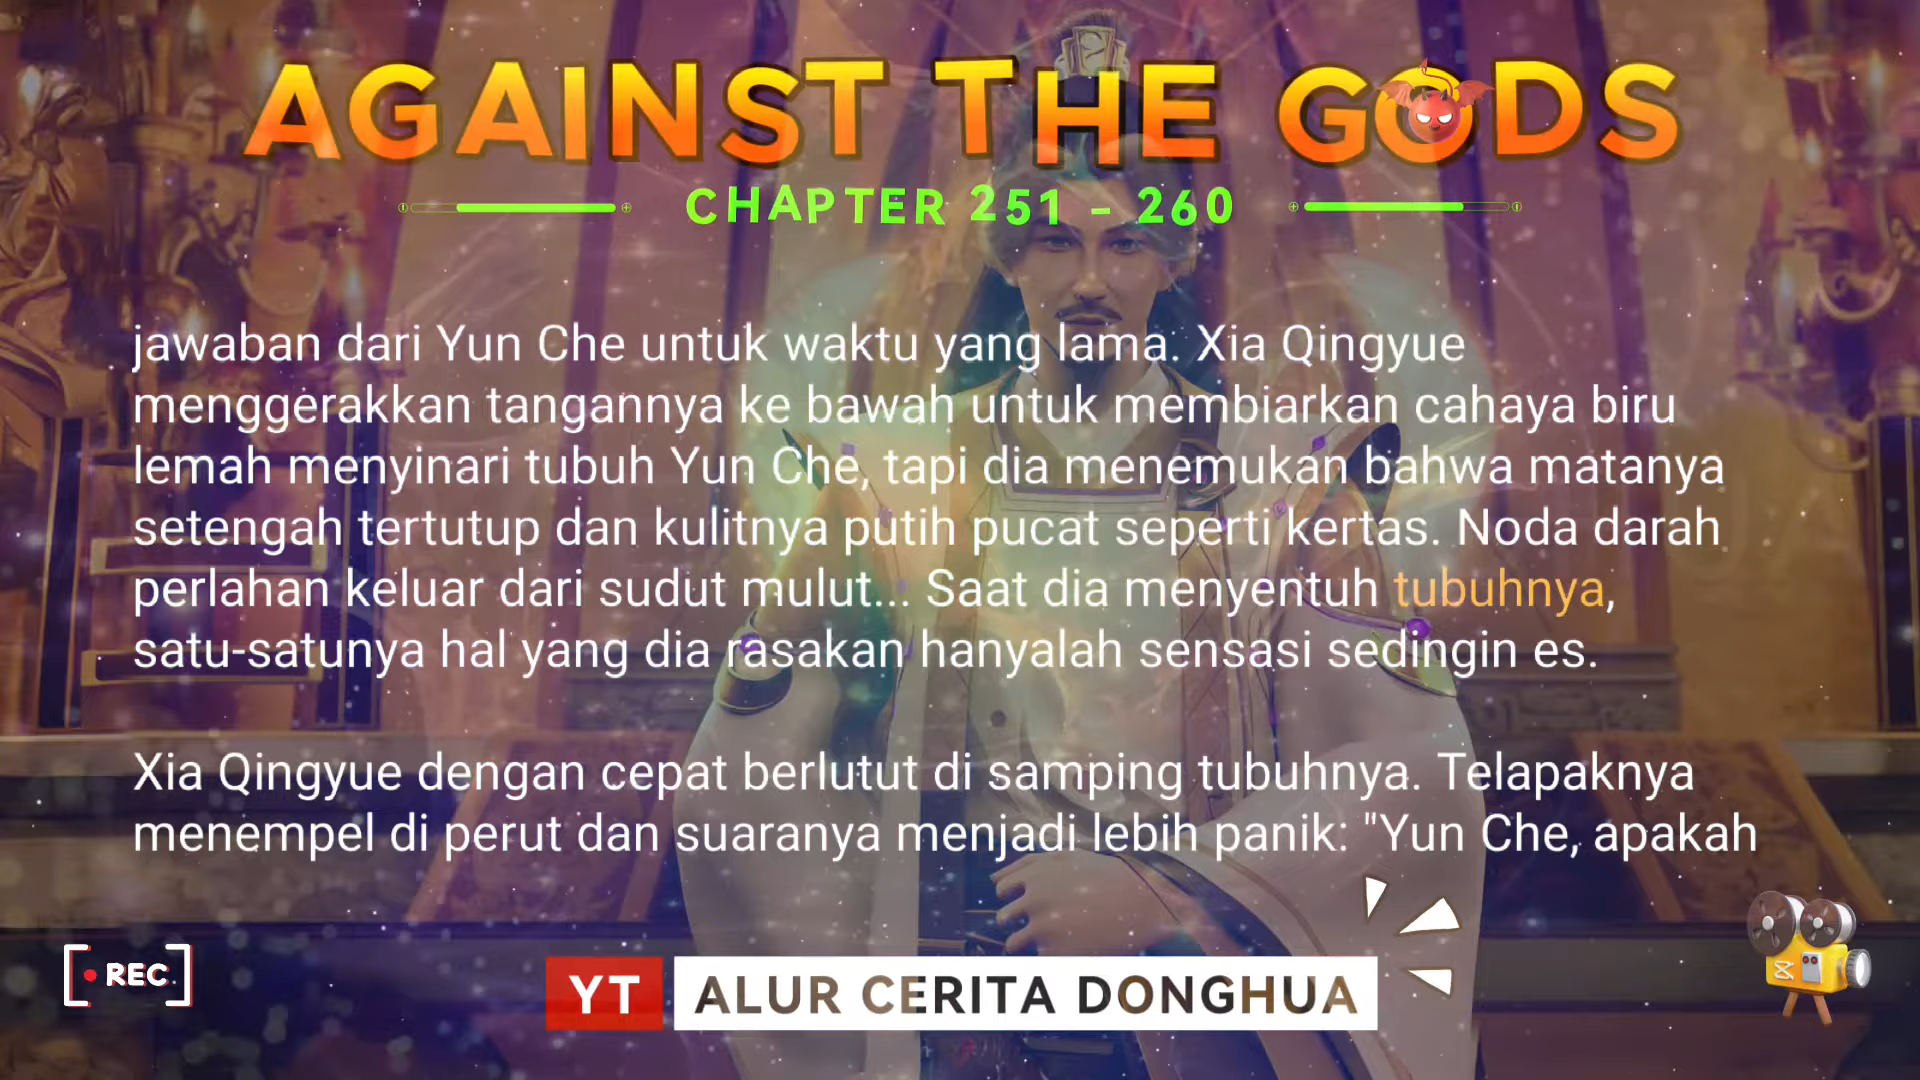 AGAINST THE GODS
CHAPTER 251 - 260
jawaban dari Yun Che untuk waktu yang lama. Xia Qingyue
menggerakkan tangannya ke bawah untuk membiarkan cahaya biru
lemah menyinari tubuh Yun Che, tapi dia menemukan bahwa matanya
setengah tertutup dan kulitnya putih pucat seperti kertas. Noda darah
perlahan keluar dari sudut mulut... Saat dia menyentuh tubuhnya,
satu-satunya hal yang dia rasakan hanyalah sensasi sedingin es.
Xia Qingyue dengan cepat berlutut di samping tubuhnya. Telapaknya
menempel di perut dan suaranya menjadi lebih panik: "Yun Che, apakah
REC
YT ALUR CERITA DONGHUA